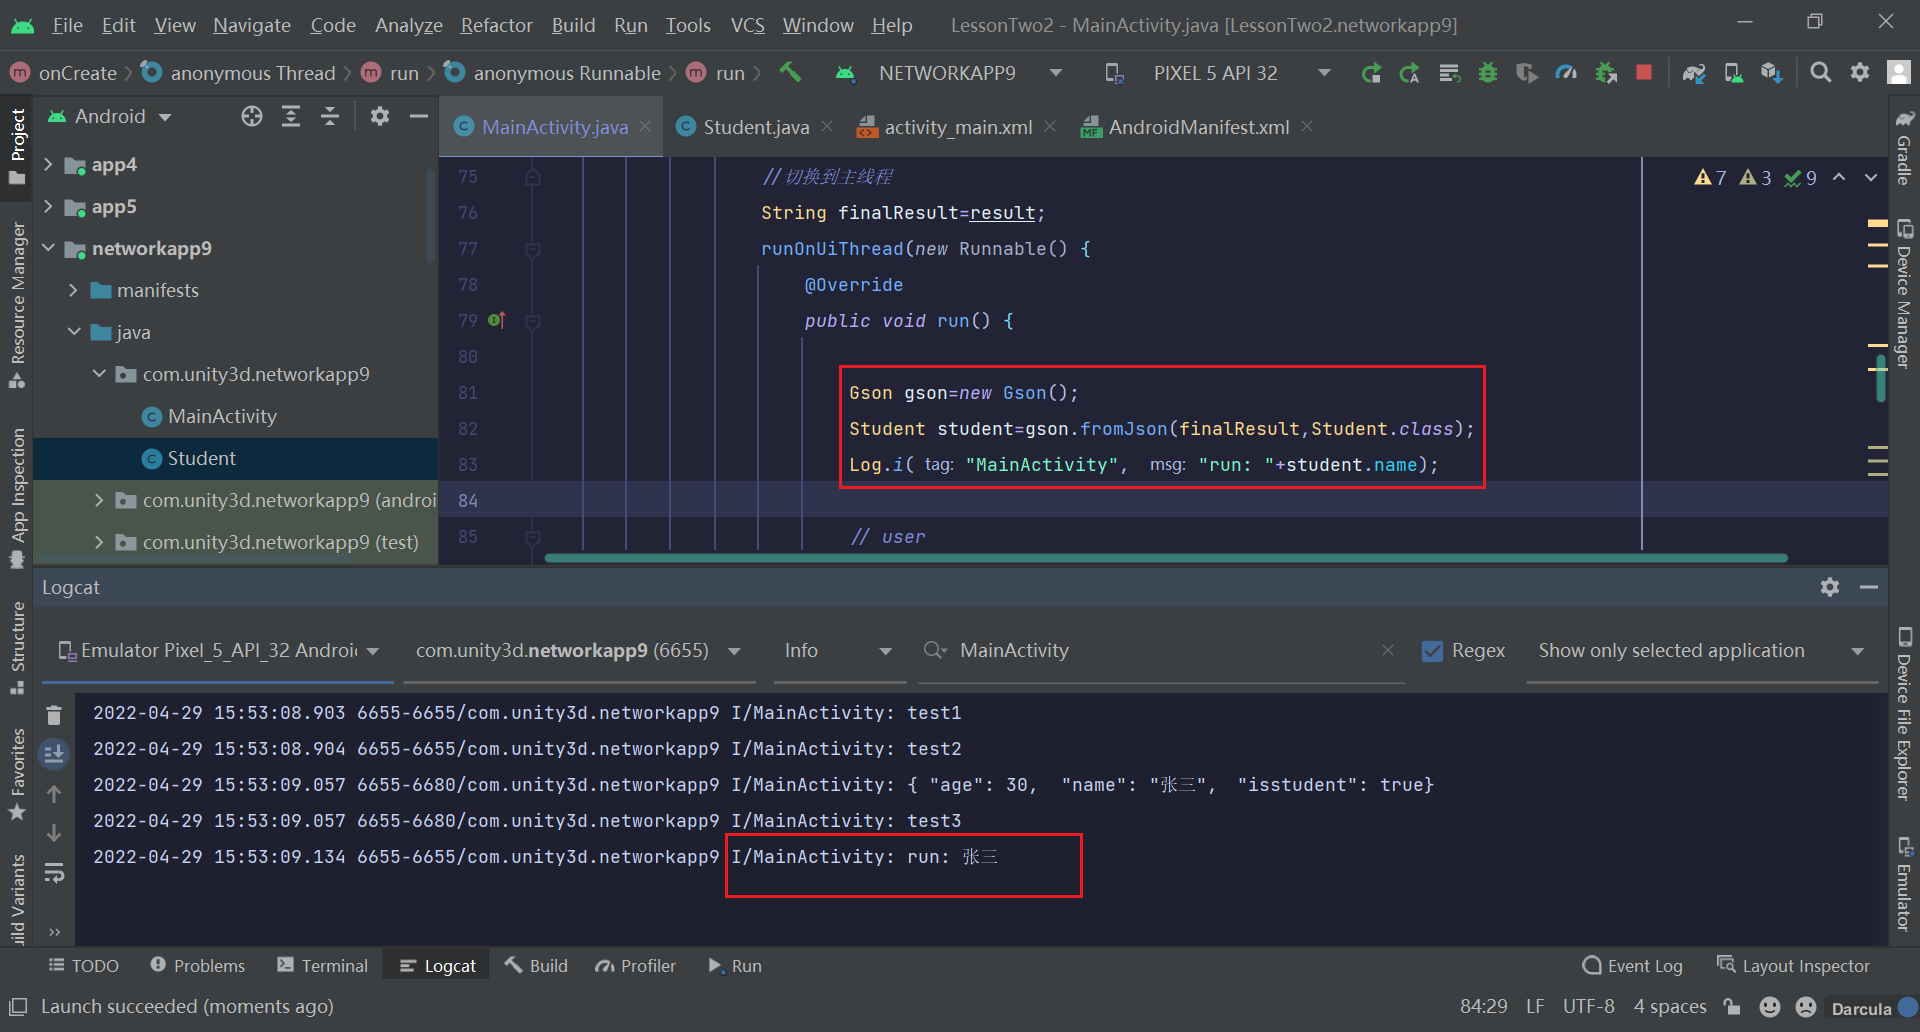 File Edit View Navigate Code Analyze Refactor Build Run Tools VCS Window Help LessonTwo2 - MainActivity.java [LessonTwo2.networkapp9]
onCreate anonymous Thread run anonymous Runnable run NETWORKAPP9 PIXEL 5 API 32
Project
Resource Manager
App Inspection
Structure
Favorites
uild Variants
Android
app4
app5
networkapp9
manifests
java
com.unity3d.networkapp9
MainActivity
Student
com.unity3d.networkapp9 (androi
com.unity3d.networkapp9 (test)
MainActivity.java Student.java activity_main.xml AndroidManifest.xml
7 3 9
75 //切换到主线程
76 String finalResult=result;
77 runOnUiThread(new Runnable() {
78 @Override
79 public void run() {
80
81 Gson gson=new Gson();
82 Student student=gson.fromJson(finalResult,Student.class);
83 Log.i( tag: "MainActivity", msg: "run: "+student.name);
84
85 // user
Gradle
Device Manager
Device File Explorer
Emulator
Logcat
Emulator Pixel_5_API_32 Androi com.unity3d.networkapp9 (6655) Info MainActivity Regex Show only selected application
2022-04-29 15:53:08.903 6655-6655/com.unity3d.networkapp9 I/MainActivity: test1
2022-04-29 15:53:08.904 6655-6655/com.unity3d.networkapp9 I/MainActivity: test2
2022-04-29 15:53:09.057 6655-6680/com.unity3d.networkapp9 I/MainActivity: { "age": 30,  "name": "张三",  "isstudent": true}
2022-04-29 15:53:09.057 6655-6680/com.unity3d.networkapp9 I/MainActivity: test3
2022-04-29 15:53:09.134 6655-6655/com.unity3d.networkapp9 I/MainActivity: run: 张三
TODO Problems Terminal Logcat Build Profiler Run Event Log Layout Inspector
Launch succeeded (moments ago) 84:29 LF UTF-8 4 spaces Darcula